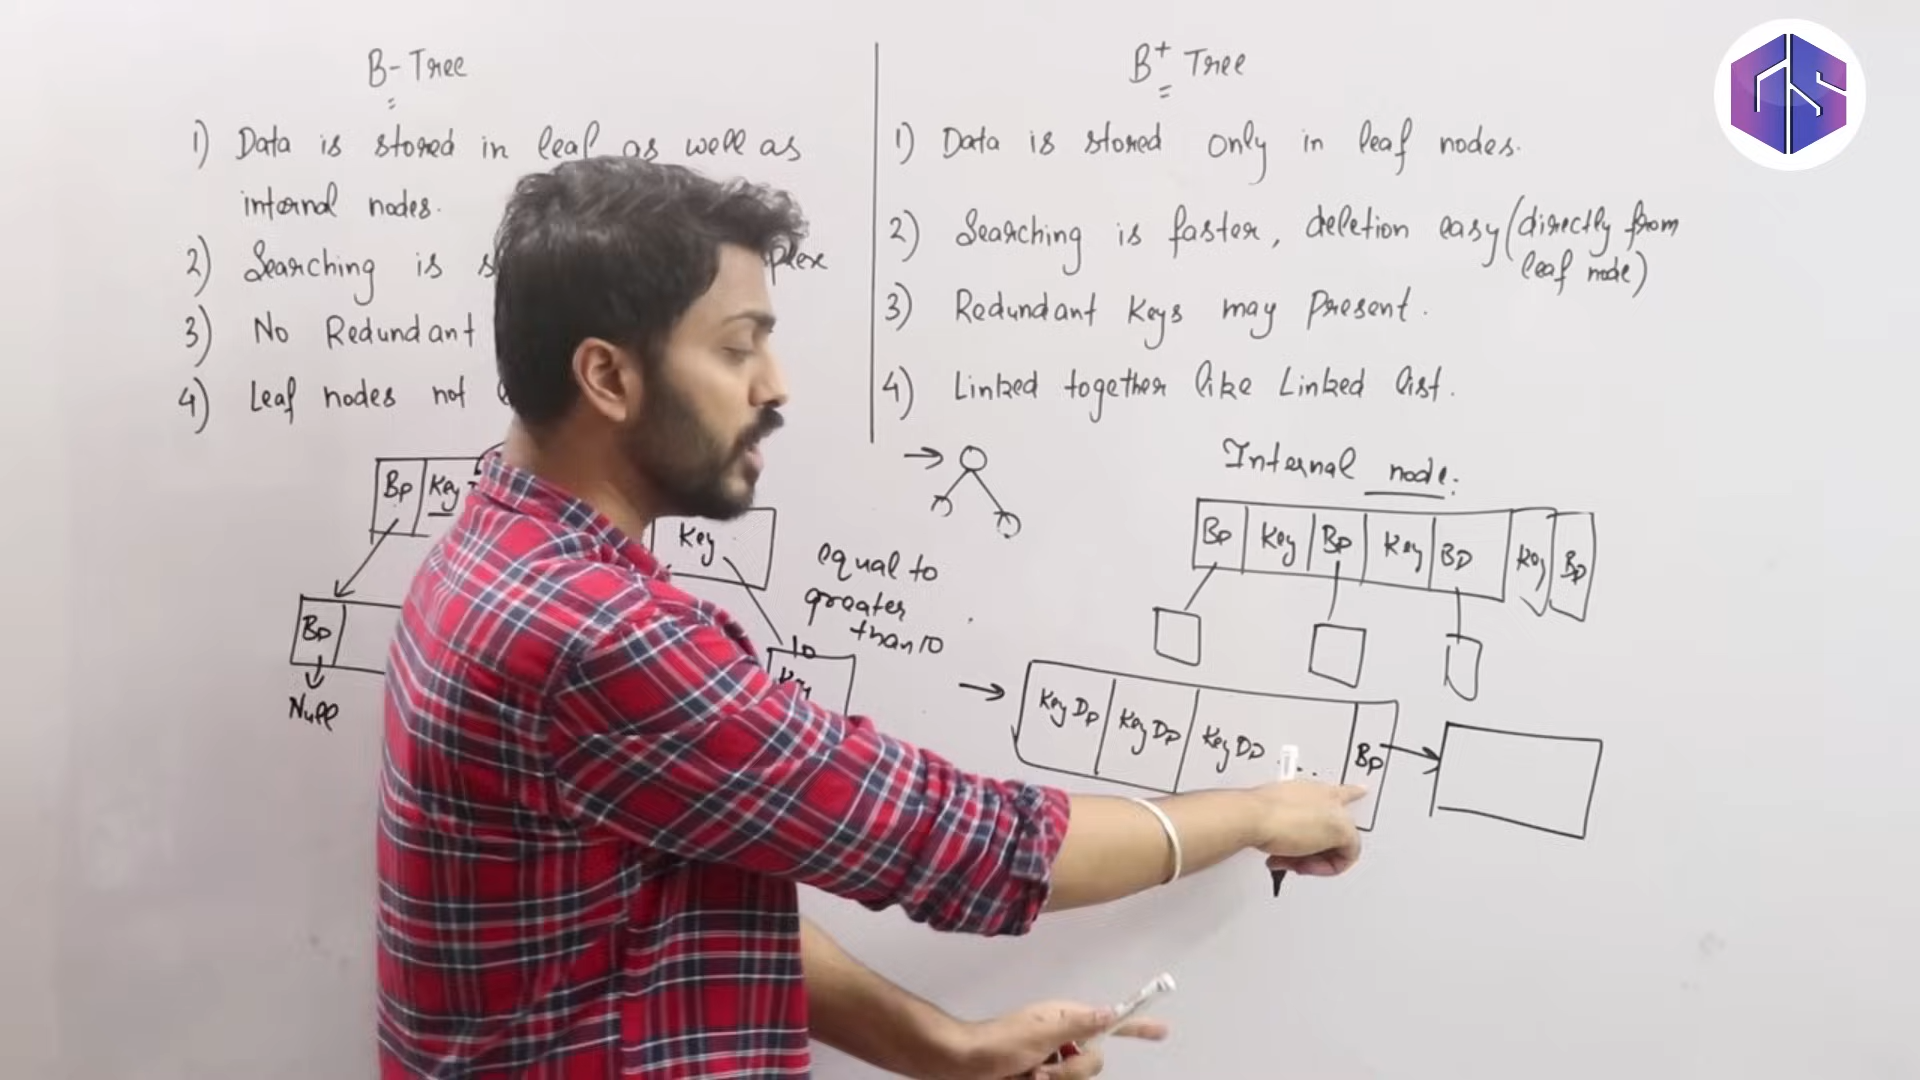 B- Tree
1) Data is stored in leaf as well as
internal nodes.
2) Searching is
3) No Redundant
4) Leaf nodes not
Bp Key
Key
Bp
Null
equal to
greater
than 10
10
B+ Tree
1) Data is stored only in leaf nodes.
2) Searching is faster, deletion easy (directly from
leaf node)
3) Redundant Keys may Present.
4) Linked together like Linked list.
Internal node:
Bp Key Bp Key Bp Key Bp
Key Dp Key Dp Key Dp .... Bp